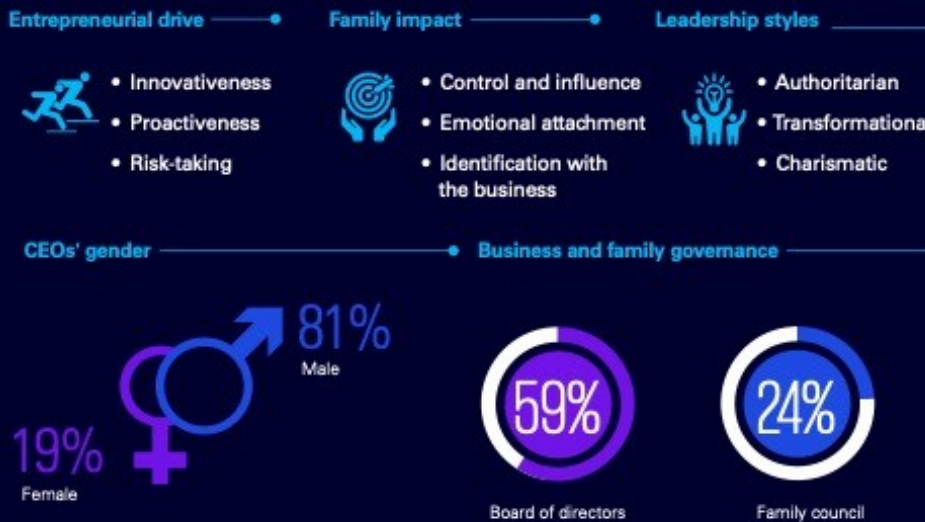 Entrepreneurial drive
• Innovativeness
• Proactiveness
• Risk-taking
Family impact
• Control and influence
• Emotional attachment
• Identification with
the business
Leadership styles
• Authoritarian
• Transformationa
• Charismatic
CEOs' gender
81%
Male
19%
Female
Business and family governance
59%
Board of directors
24%
Family council